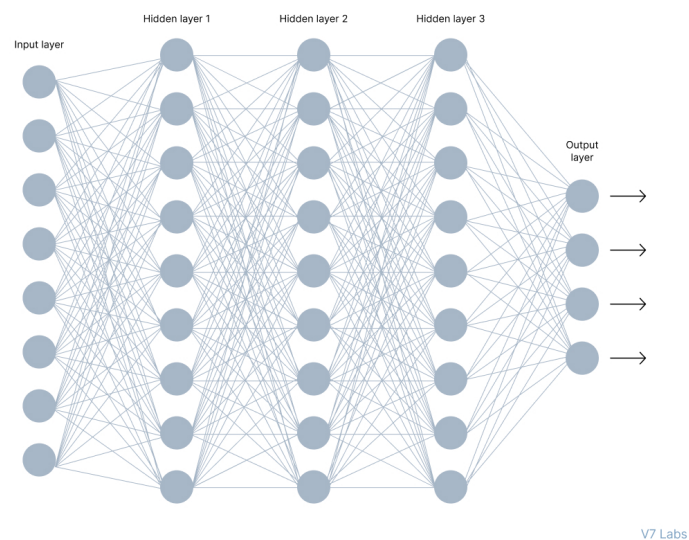 Hidden layer 1
Hidden layer 2
Hidden layer 3
Input layer
Output
layer
V7 Labs